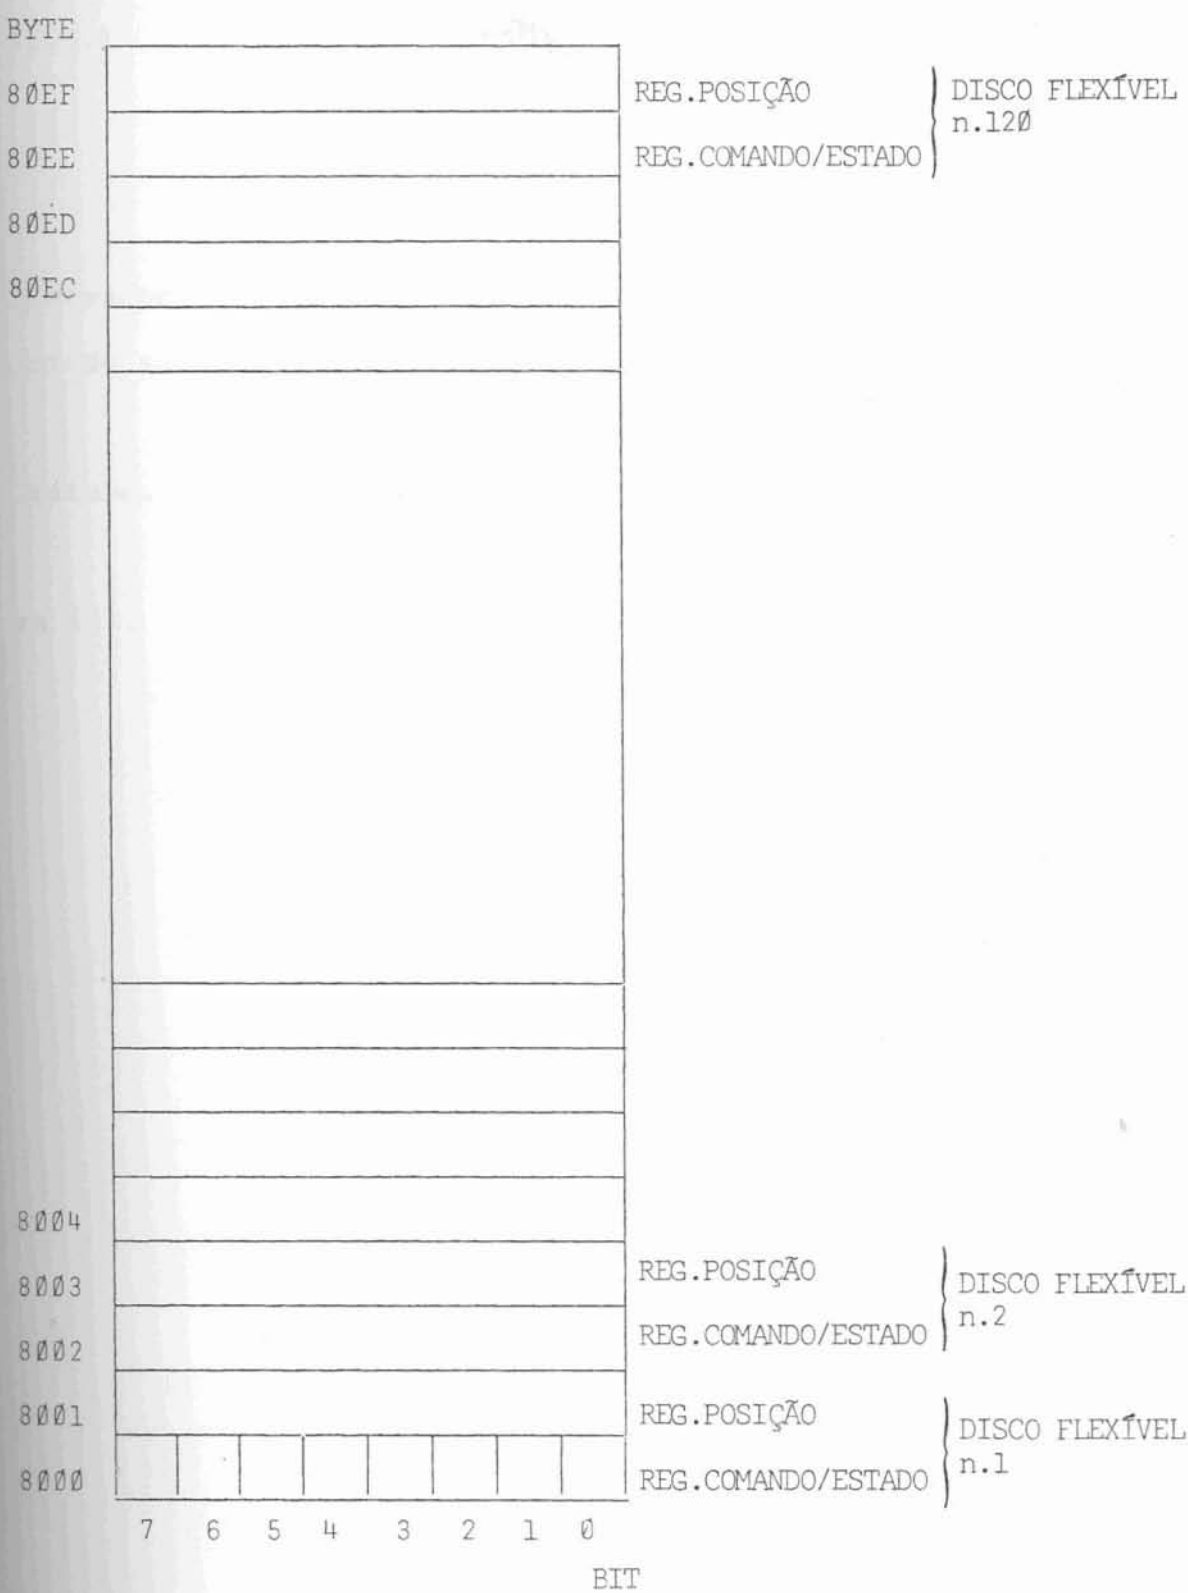 BYTE
8ØEF REG.POSIÇÃO DISCO FLEXÍVEL
n.12Ø
8ØEE REG.COMANDO/ESTADO
8ØED
8ØEC
8ØØ4
8ØØ3 REG.POSIÇÃO DISCO FLEXÍVEL
n.2
8ØØ2 REG.COMANDO/ESTADO
8ØØ1 REG.POSIÇÃO DISCO FLEXÍVEL
n.1
8ØØØ REG.COMANDO/ESTADO
7 6 5 4 3 2 1 Ø
BIT